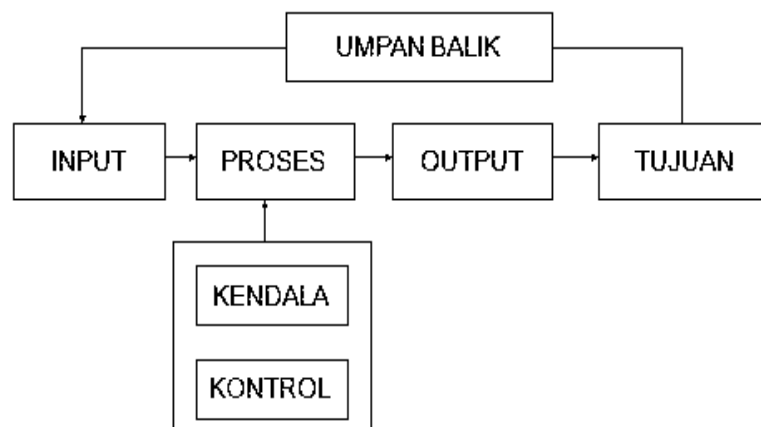 UMPAN BALIK
INPUT
PROSES
OUTPUT
TUJUAN
KENDALA
KONTROL